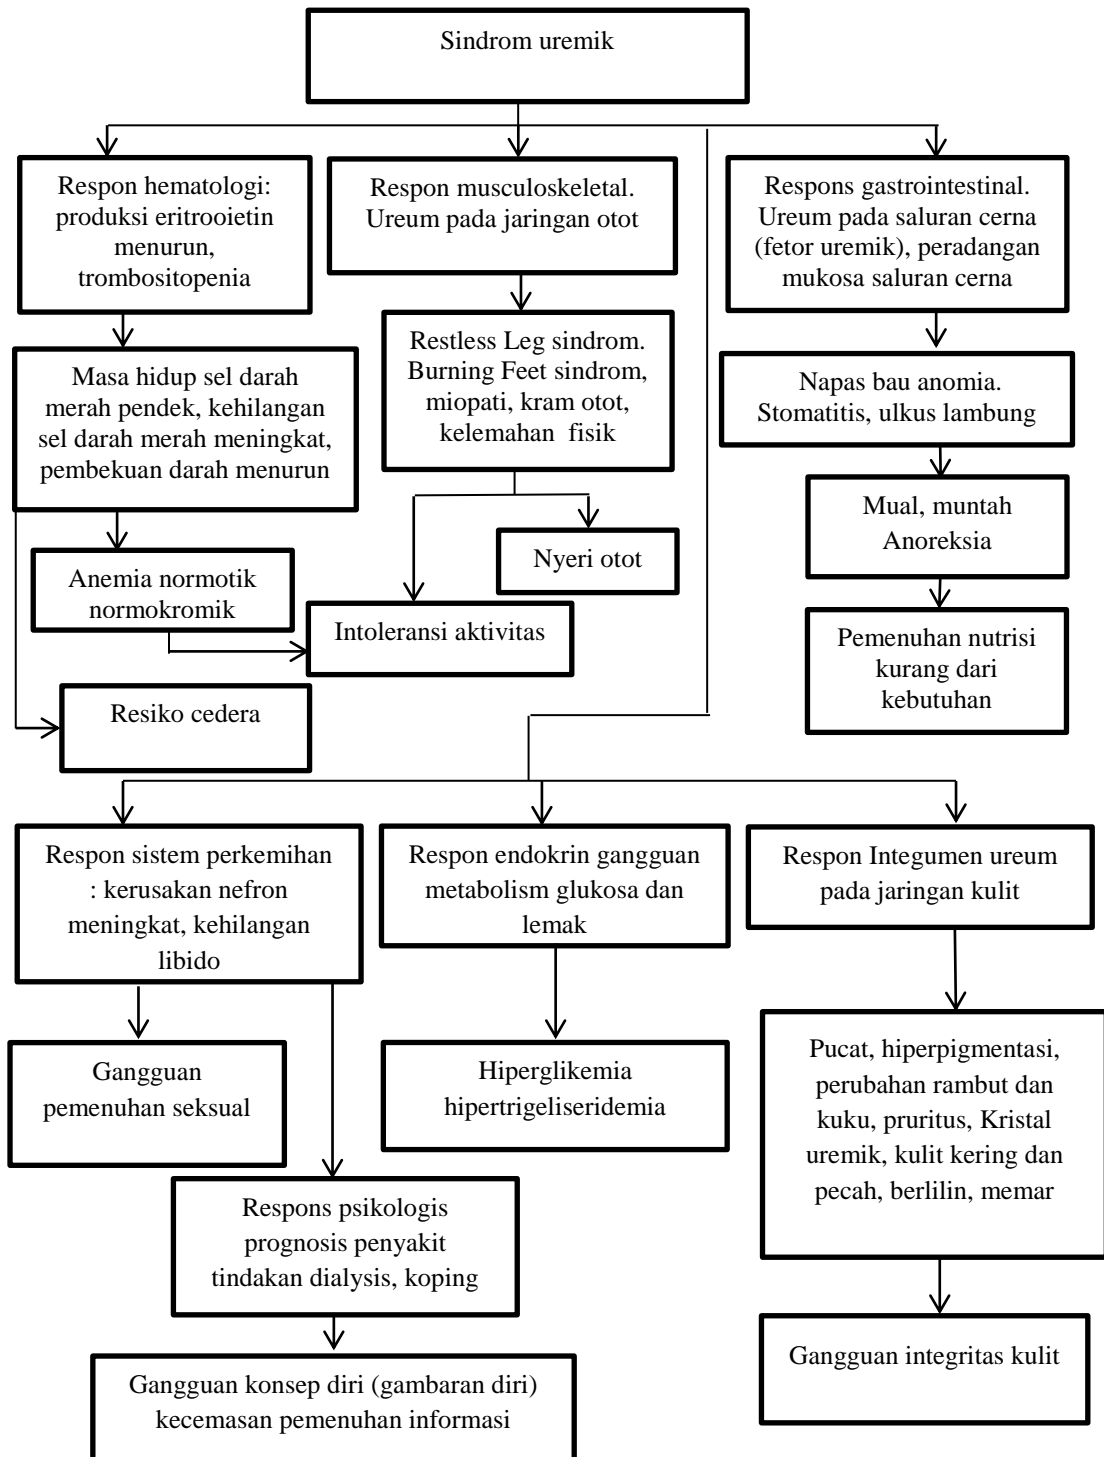 Sindrom uremik
Respon hematologi:
produksi eritrooietin
menurun,
trombositopenia
Respon musculoskeletal.
Ureum pada jaringan otot
Respons gastrointestinal.
Ureum pada saluran cerna
(fetor uremik), peradangan
mukosa saluran cerna
Masa hidup sel darah
merah pendek, kehilangan
sel darah merah meningkat,
pembekuan darah menurun
Restless Leg sindrom.
Burning Feet sindrom,
miopati, kram otot,
kelemahan fisik
Napas bau anomia.
Stomatitis, ulkus lambung
Mual, muntah
Anoreksia
Anemia normotik
normokromik
Nyeri otot
Intoleransi aktivitas
Pemenuhan nutrisi
kurang dari
kebutuhan
Resiko cedera
Respon sistem perkemihan
: kerusakan nefron
meningkat, kehilangan
libido
Respon endokrin gangguan
metabolism glukosa dan
lemak
Respon Integumen ureum
pada jaringan kulit
Gangguan
pemenuhan seksual
Hiperglikemia
hipertrigeliseridemia
Pucat, hiperpigmentasi,
perubahan rambut dan
kuku, pruritus, Kristal
uremik, kulit kering dan
pecah, berlilin, memar
Respons psikologis
prognosis penyakit
tindakan dialysis, koping
Gangguan integritas kulit
Gangguan konsep diri (gambaran diri)
kecemasan pemenuhan informasi